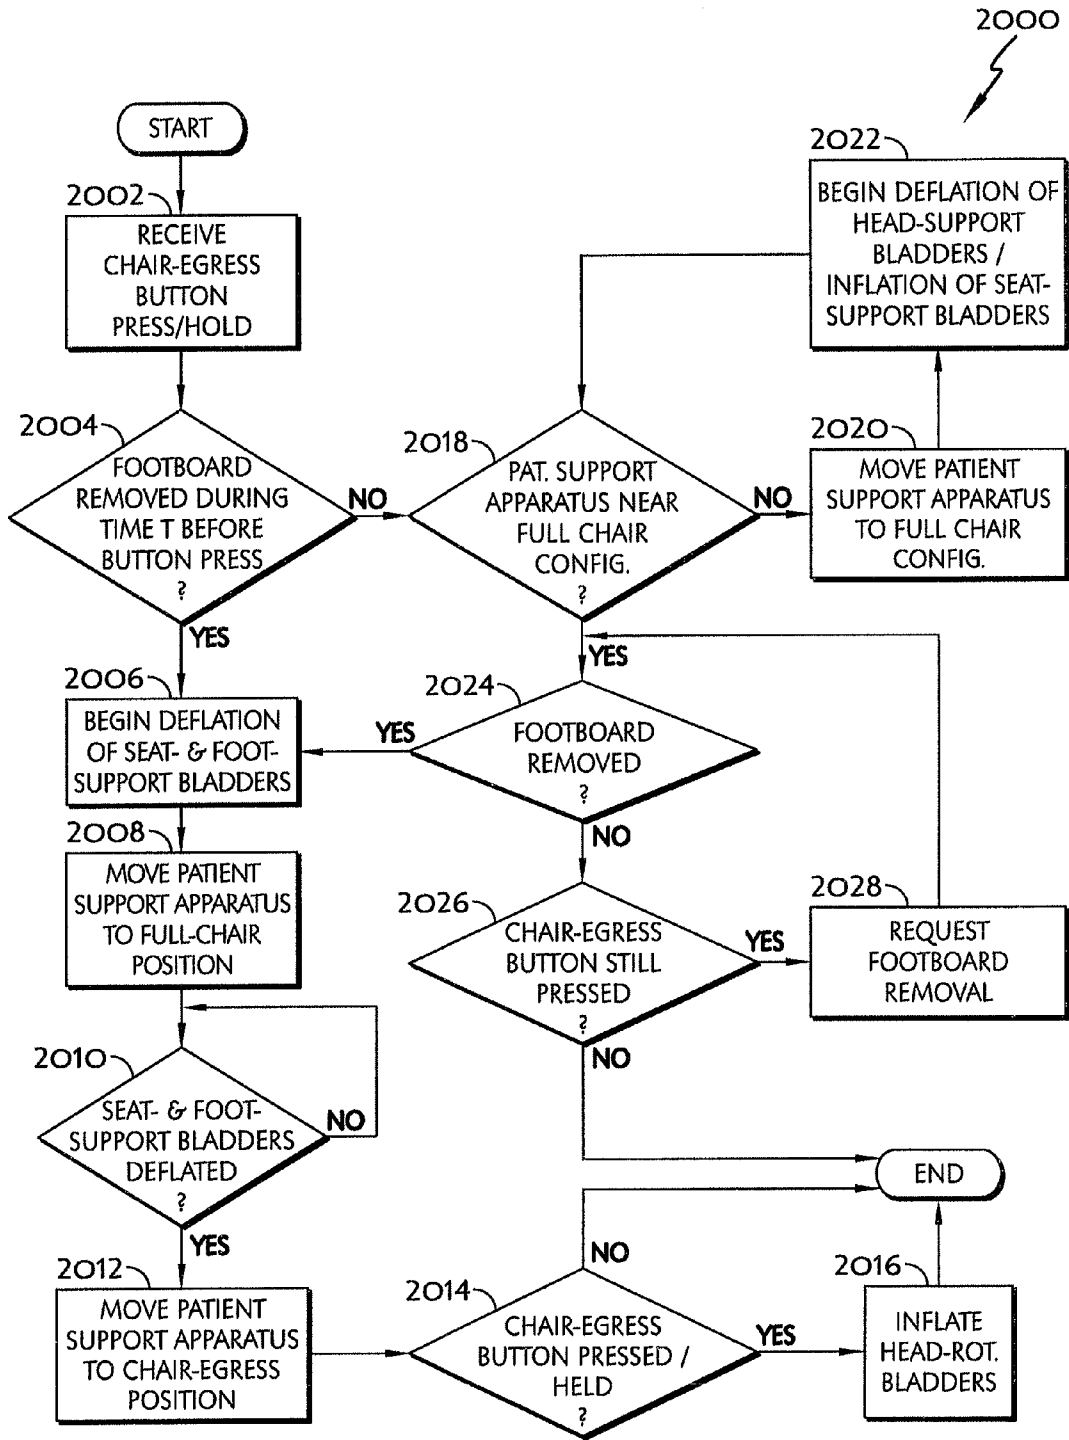 2000
START
2002
RECEIVE
CHAIR-EGRESS
BUTTON
PRESS/HOLD
2004
FOOTBOARD
REMOVED DURING
TIME T BEFORE
BUTTON PRESS
?
NO
YES
2018
PAT. SUPPORT
APPARATUS NEAR
FULL CHAIR
CONFIG.
?
NO
YES
2020
MOVE PATIENT
SUPPORT APPARATUS
TO FULL CHAIR
CONFIG.
2022
BEGIN DEFLATION OF
HEAD-SUPPORT
BLADDERS /
INFLATION OF SEAT-
SUPPORT BLADDERS
2006
BEGIN DEFLATION
OF SEAT- & FOOT-
SUPPORT BLADDERS
2024
FOOTBOARD
REMOVED
?
YES
NO
2008
MOVE PATIENT
SUPPORT APPARATUS
TO FULL-CHAIR
POSITION
2026
CHAIR-EGRESS
BUTTON STILL
PRESSED
?
YES
NO
2028
REQUEST
FOOTBOARD
REMOVAL
2010
SEAT- & FOOT-
SUPPORT BLADDERS
DEFLATED
?
NO
YES
END
2012
MOVE PATIENT
SUPPORT APPARATUS
TO CHAIR-EGRESS
POSITION
2014
CHAIR-EGRESS
BUTTON PRESSED /
HELD
?
NO
YES
2016
INFLATE
HEAD-ROT.
BLADDERS